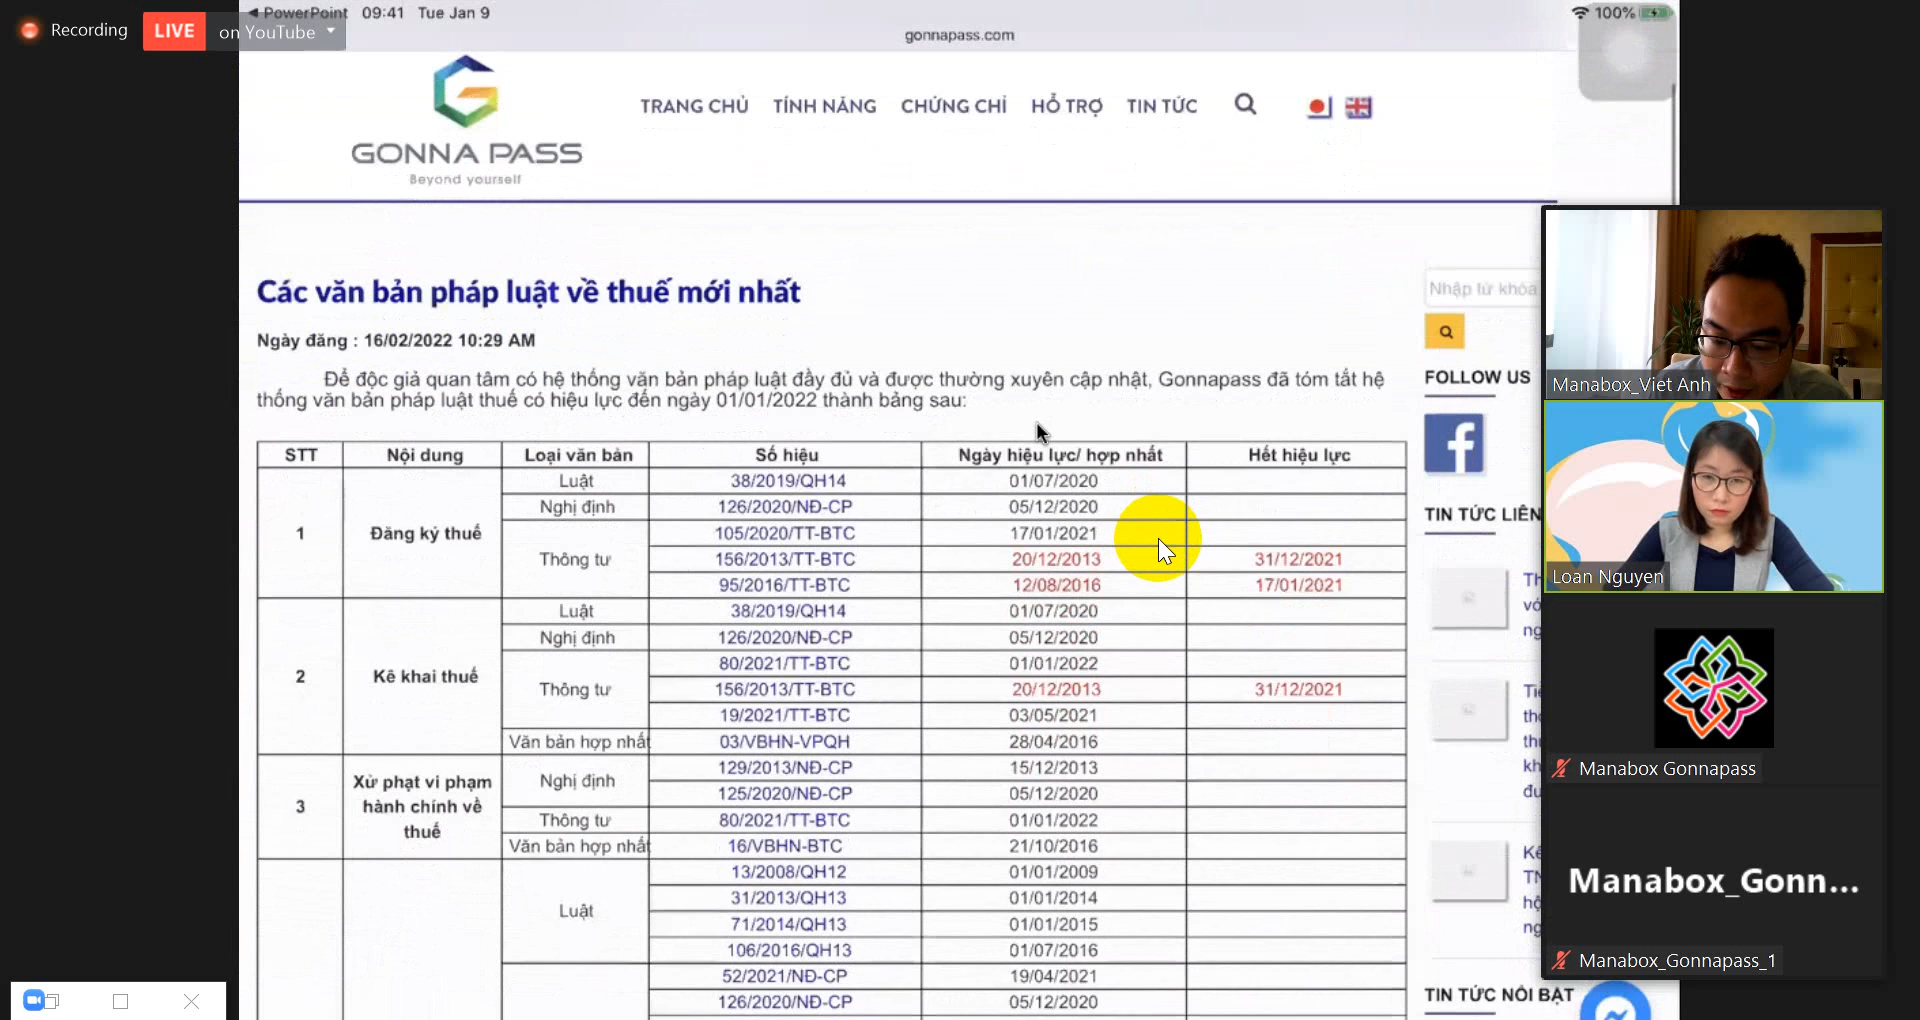 Recording
LIVE
on YouTube
PowerPoint 09:41 Tue Jan 9
100%
gonnapass.com
GONNA PASS
Beyond yourself
TRANG CHỦ TÍNH NĂNG CHỨNG CHỈ HỖ TRỢ TIN TỨC
Các văn bản pháp luật về thuế mới nhất
Ngày đăng : 16/02/2022 10:29 AM
Để độc giả quan tâm có hệ thống văn bản pháp luật đầy đủ và được thường xuyên cập nhật, Gonnapass đã tóm tắt hệ
thống văn bản pháp luật thuế có hiệu lực đến ngày 01/01/2022 thành bảng sau:
STT Nội dung Loại văn bản Số hiệu Ngày hiệu lực/ hợp nhất Hết hiệu lực
1 Đăng ký thuế
Luật 38/2019/QH14 01/07/2020
Nghị định 126/2020/NĐ-CP 05/12/2020
Thông tư 105/2020/TT-BTC 17/01/2021
156/2013/TT-BTC 20/12/2013 31/12/2021
95/2016/TT-BTC 12/08/2016 17/01/2021
2 Kê khai thuế
Luật 38/2019/QH14 01/07/2020
Nghị định 126/2020/NĐ-CP 05/12/2020
Thông tư 80/2021/TT-BTC 01/01/2022
156/2013/TT-BTC 20/12/2013 31/12/2021
19/2021/TT-BTC 03/05/2021
Văn bản hợp nhất 03/VBHN-VPQH 28/04/2016
3 Xử phạt vi phạm
hành chính về
thuế
Nghị định 129/2013/NĐ-CP 15/12/2013
125/2020/NĐ-CP 05/12/2020
Thông tư 80/2021/TT-BTC 01/01/2022
Văn bản hợp nhất 16/VBHN-BTC 21/10/2016
Luật 13/2008/QH12 01/01/2009
31/2013/QH13 01/01/2014
71/2014/QH13 01/01/2015
106/2016/QH13 01/07/2016
52/2021/NĐ-CP 19/04/2021
126/2020/NĐ-CP 05/12/2020
Nhập từ khóa
FOLLOW US
TIN TỨC LIÊN
TIN TỨC NỔI BẬT
Manabox_Viet Anh
Loan Nguyen
Manabox Gonnapass
Manabox_Gonn...
Manabox_Gonnapass_1